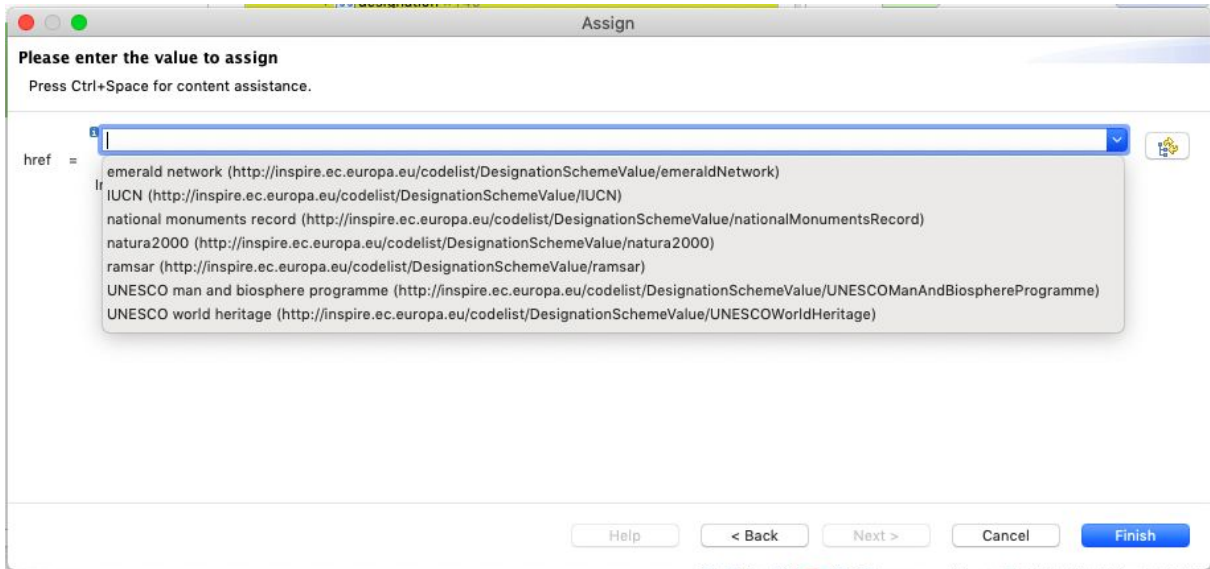 designation
Assign
Please enter the value to assign
Press Ctrl+Space for content assistance.
href =
emerald network (http://inspire.ec.europa.eu/codelist/DesignationSchemeValue/emeraldNetwork)
IUCN (http://inspire.ec.europa.eu/codelist/DesignationSchemeValue/IUCN)
national monuments record (http://inspire.ec.europa.eu/codelist/DesignationSchemeValue/nationalMonumentsRecord)
natura2000 (http://inspire.ec.europa.eu/codelist/DesignationSchemeValue/natura2000)
ramsar (http://inspire.ec.europa.eu/codelist/DesignationSchemeValue/ramsar)
UNESCO man and biosphere programme (http://inspire.ec.europa.eu/codelist/DesignationSchemeValue/UNESCOManAndBiosphereProgramme)
UNESCO world heritage (http://inspire.ec.europa.eu/codelist/DesignationSchemeValue/UNESCOWorldHeritage)
Help < Back Next > Cancel Finish